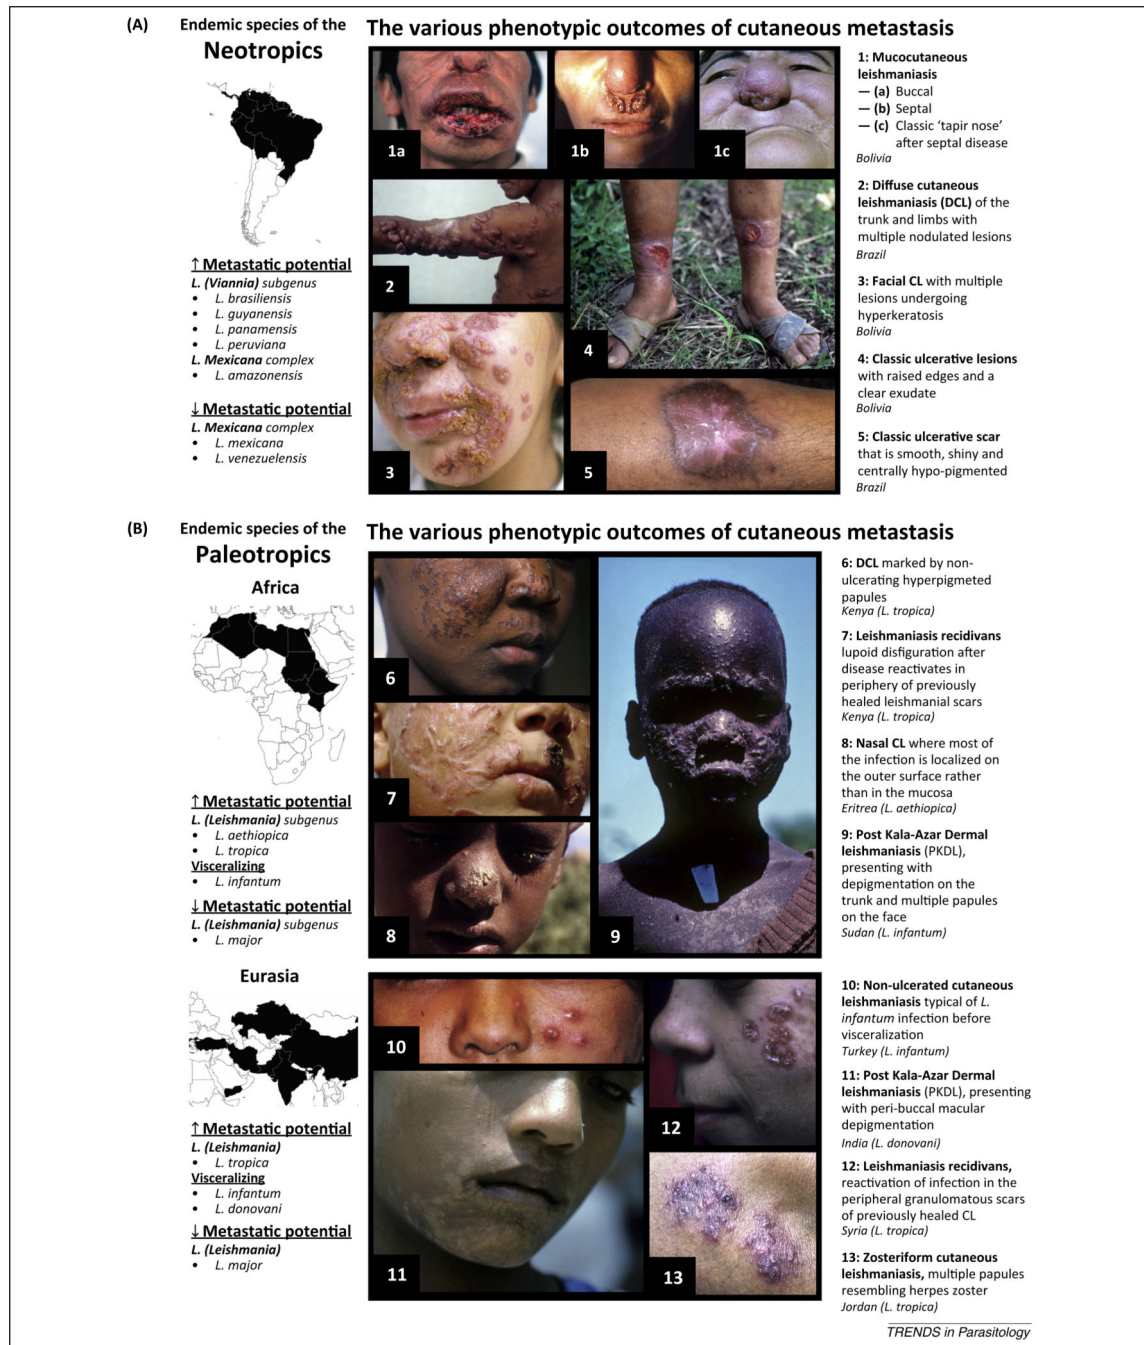 (A)
Endemic species of the
Neotropics
The various phenotypic outcomes of cutaneous metastasis
↑ Metastatic potential
L. (Viannia) subgenus
• L. brasiliensis
• L. guyanensis
• L. panamensis
• L. peruviana
L. Mexicana complex
• L. amazonensis
↓ Metastatic potential
L. Mexicana complex
• L. mexicana
• L. venezuelensis
1a
1b
1c
2
3
4
5
1: Mucocutaneous
leishmaniasis
— (a) Buccal
— (b) Septal
— (c) Classic ‘tapir nose’
after septal disease
Bolivia
2: Diffuse cutaneous
leishmaniasis (DCL) of the
trunk and limbs with
multiple nodulated lesions
Brazil
3: Facial CL with multiple
lesions undergoing
hyperkeratosis
Bolivia
4: Classic ulcerative lesions
with raised edges and a
clear exudate
Bolivia
5: Classic ulcerative scar
that is smooth, shiny and
centrally hypo-pigmented
Brazil
(B)
Endemic species of the
Paleotropics
The various phenotypic outcomes of cutaneous metastasis
Africa
↑ Metastatic potential
L. (Leishmania) subgenus
• L. aethiopica
• L. tropica
Visceralizing
• L. infantum
↓ Metastatic potential
L. (Leishmania) subgenus
• L. major
6
7
8
9
6: DCL marked by non-
ulcerating hyperpigmeted
papules
Kenya (L. tropica)
7: Leishmaniasis recidivans
lupoid disfiguration after
disease reactivates in
periphery of previously
healed leishmanial scars
Kenya (L. tropica)
8: Nasal CL where most of
the infection is localized on
the outer surface rather
than in the mucosa
Eritrea (L. aethiopica)
9: Post Kala-Azar Dermal
leishmaniasis (PKDL),
presenting with
depigmentation on the
trunk and multiple papules
on the face
Sudan (L. infantum)
Eurasia
↑ Metastatic potential
L. (Leishmania)
• L. tropica
Visceralizing
• L. infantum
• L. donovani
↓ Metastatic potential
L. (Leishmania)
• L. major
10
11
12
13
10: Non-ulcerated cutaneous
leishmaniasis typical of L.
infantum infection before
visceralization
Turkey (L. infantum)
11: Post Kala-Azar Dermal
leishmaniasis (PKDL), presenting
with peri-buccal macular
depigmentation
India (L. donovani)
12: Leishmaniasis recidivans,
reactivation of infection in the
peripheral granulomatous scars
of previously healed CL
Syria (L. tropica)
13: Zosteriform cutaneous
leishmaniasis, multiple papules
resembling herpes zoster
Jordan (L. tropica)
TRENDS in Parasitology